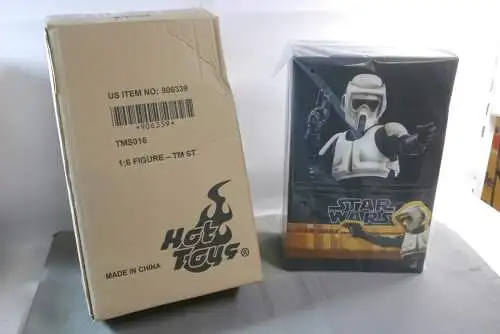 US ITEM NO: 906339
*906339*
TMS016
1:6 FIGURE – TM ST
Hot
Toys®
MADE IN CHINA
STAR
WARS